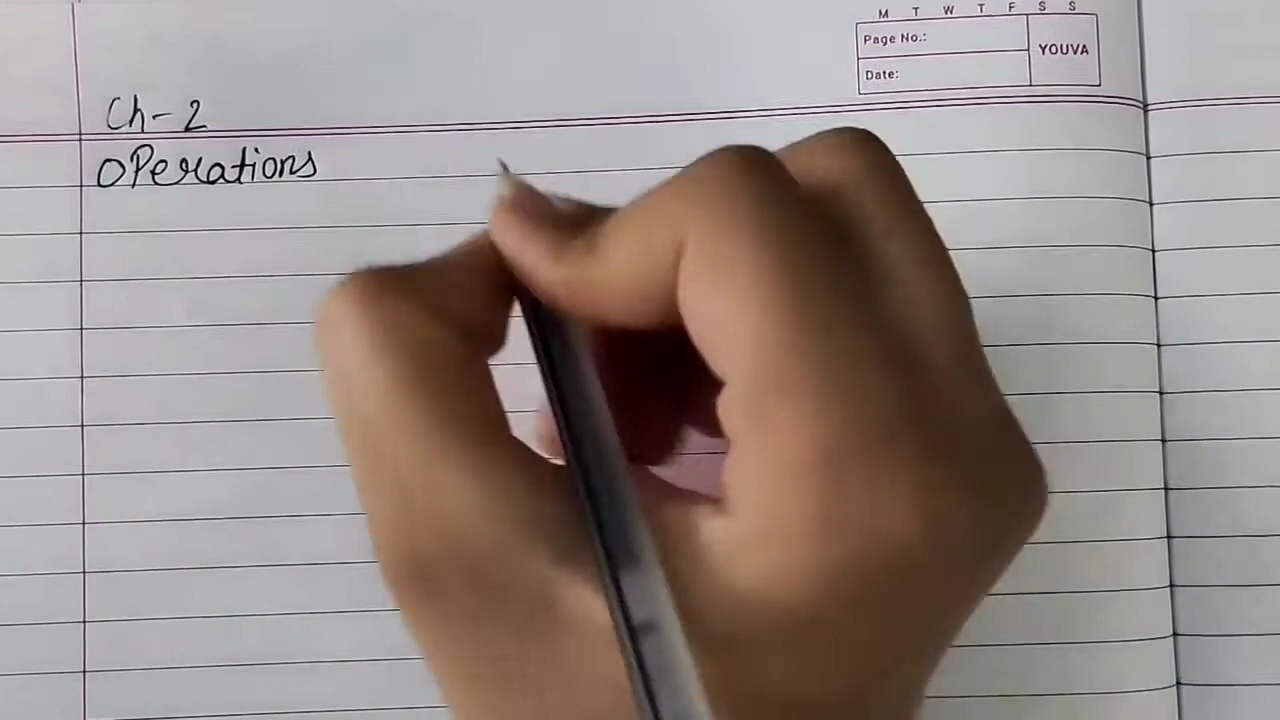 M T W T F S S
Page No.:
YOUVA
Date:
Ch-2
OPerations